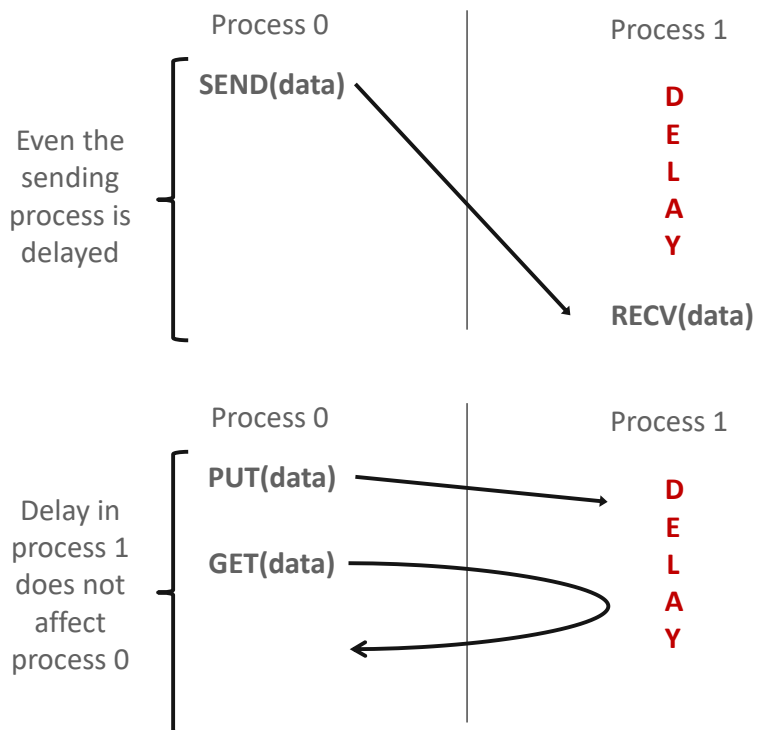 Process 0
Process 1
SEND(data)
D
E
L
A
Y
Even the
sending
process is
delayed
RECV(data)
Process 0
Process 1
PUT(data)
D
E
L
A
Y
Delay in
process 1
does not
affect
process 0
GET(data)